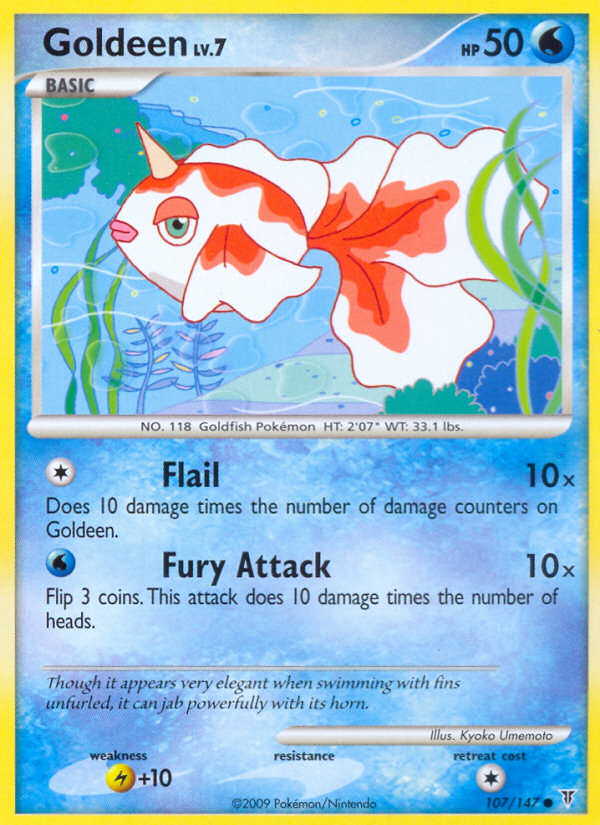 Goldeen LV.7
HP 50
BASIC
NO. 118 Goldfish Pokémon HT: 2'07" WT: 33.1 lbs.
Flail 10x
Does 10 damage times the number of damage counters on
Goldeen.
Fury Attack 10x
Flip 3 coins. This attack does 10 damage times the number of
heads.
Though it appears very elegant when swimming with fins
unfurled, it can jab powerfully with its horn.
Illus. Kyoko Umemoto
weakness resistance retreat cost
+10
©2009 Pokémon/Nintendo 107/147